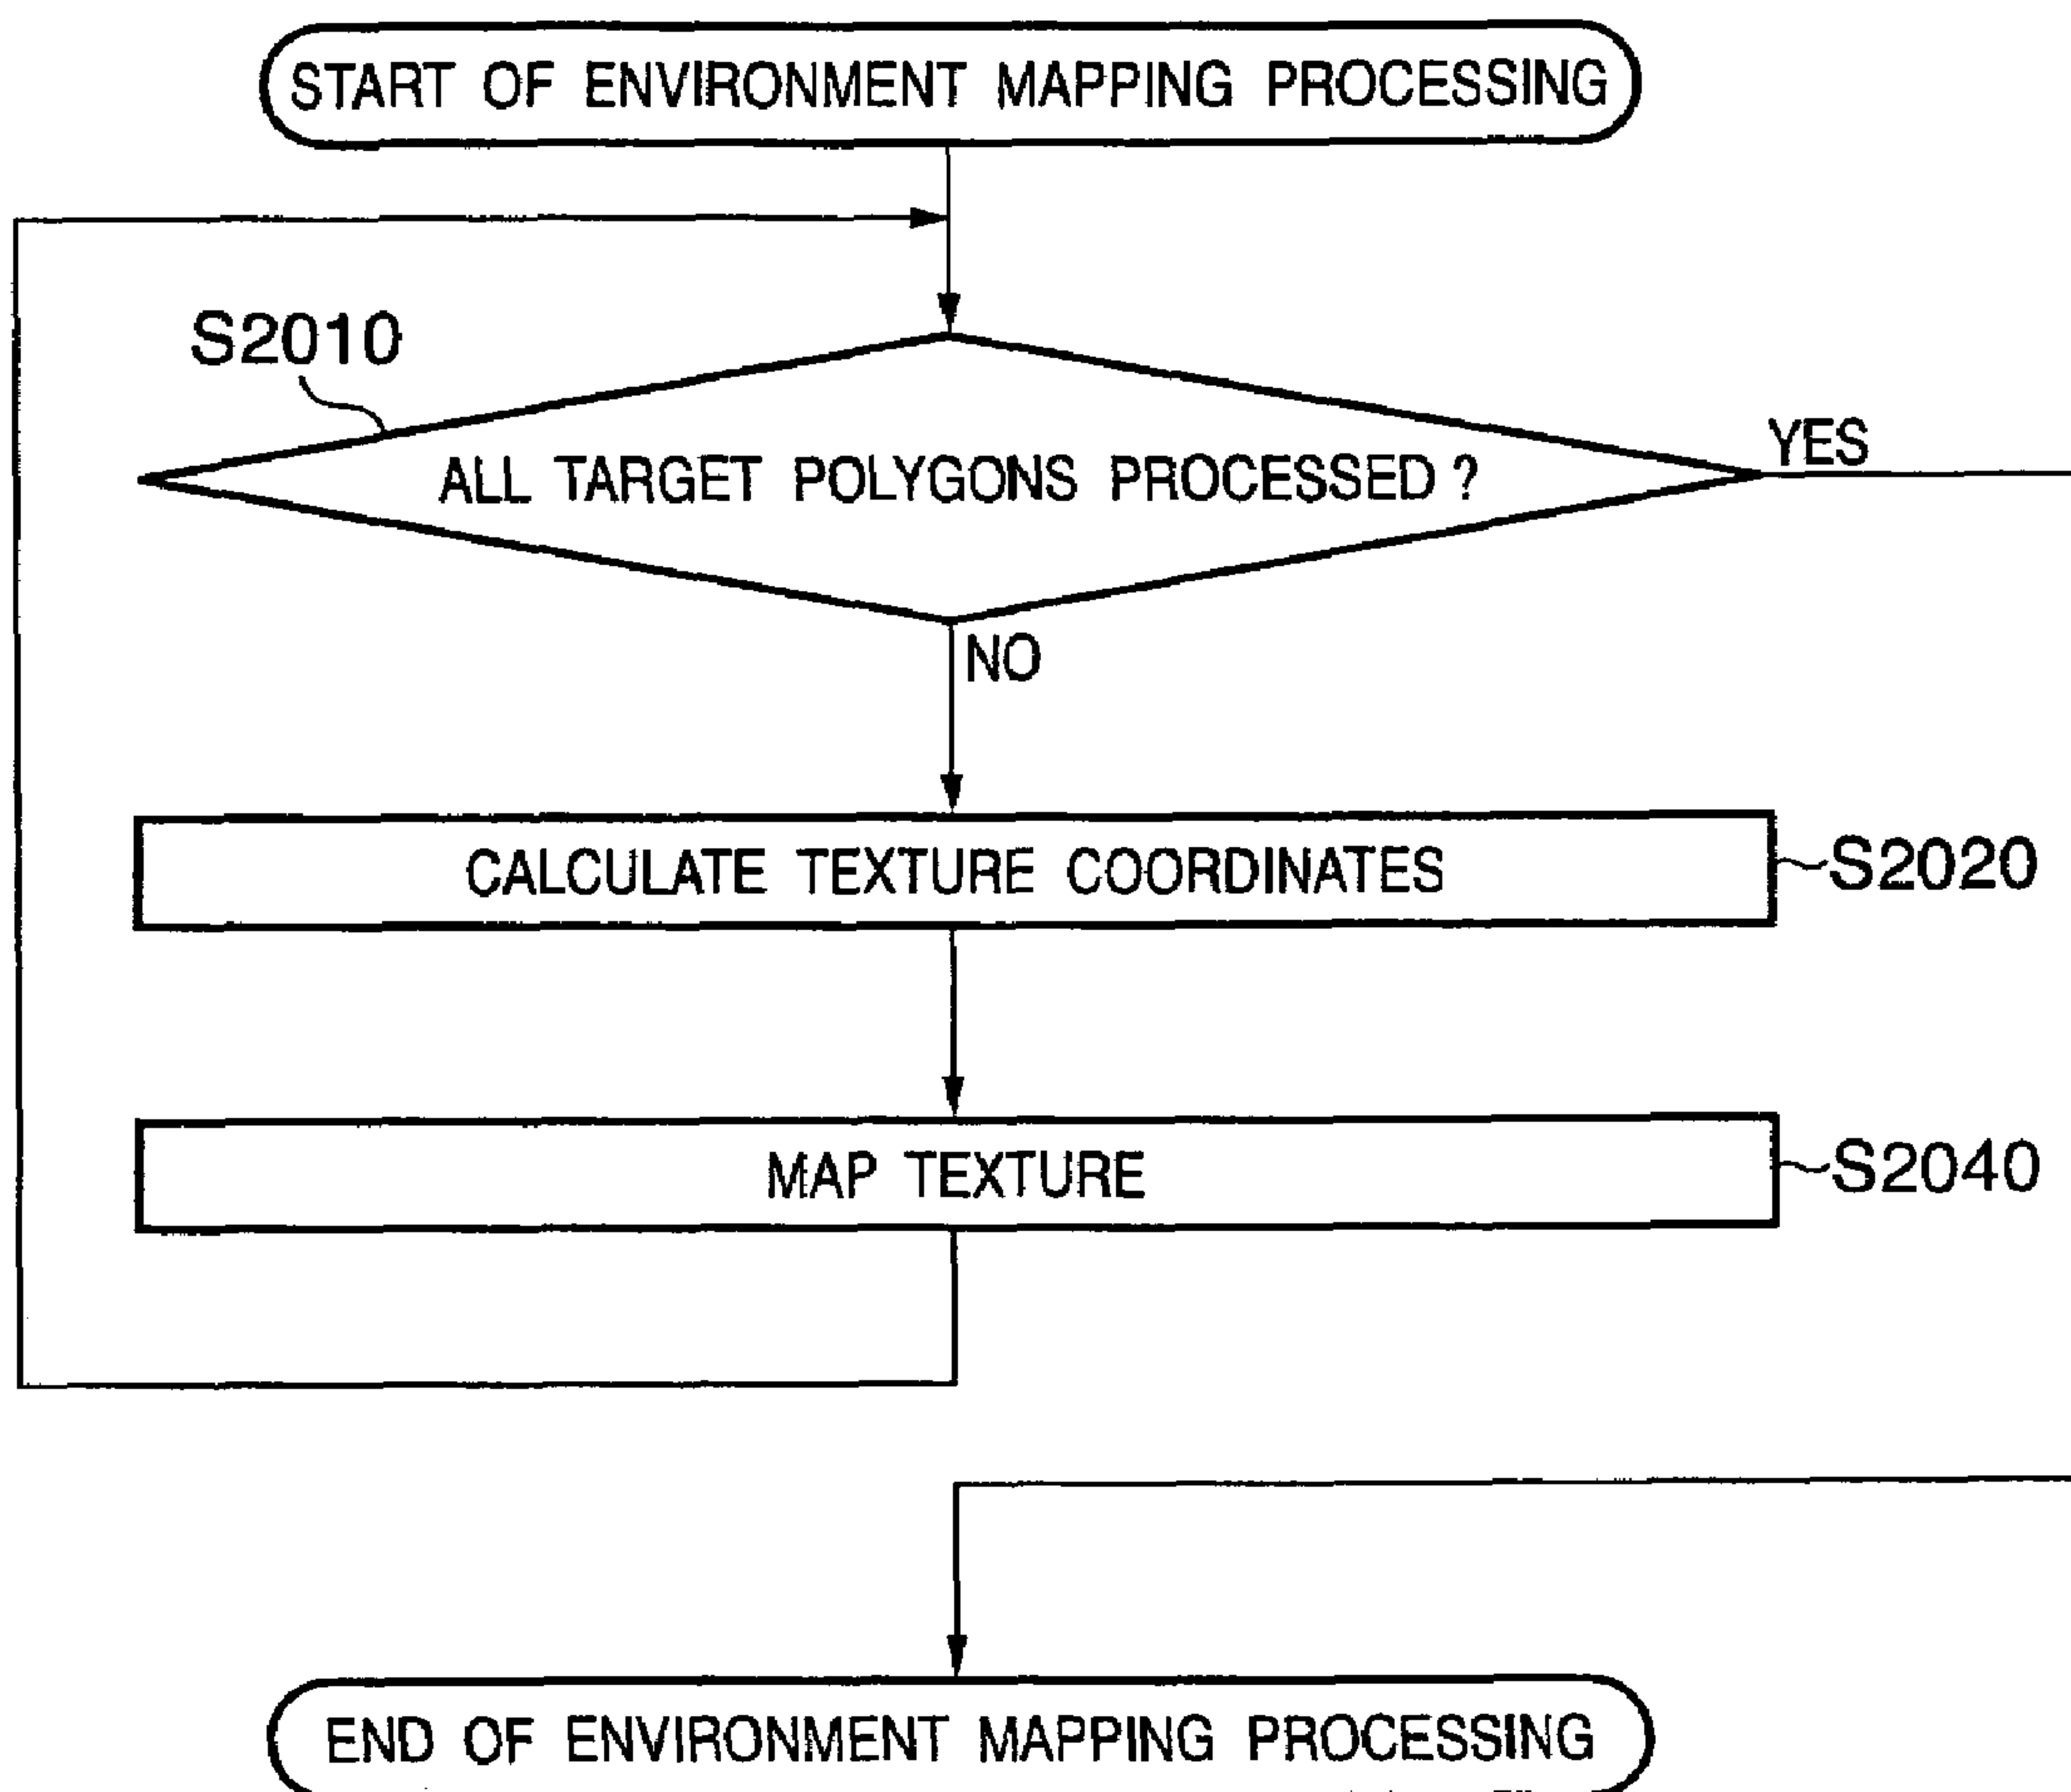 START OF ENVIRONMENT MAPPING PROCESSING
S2010
ALL TARGET POLYGONS PROCESSED ?
YES
NO
CALCULATE TEXTURE COORDINATES
S2020
MAP TEXTURE
S2040
END OF ENVIRONMENT MAPPING PROCESSING